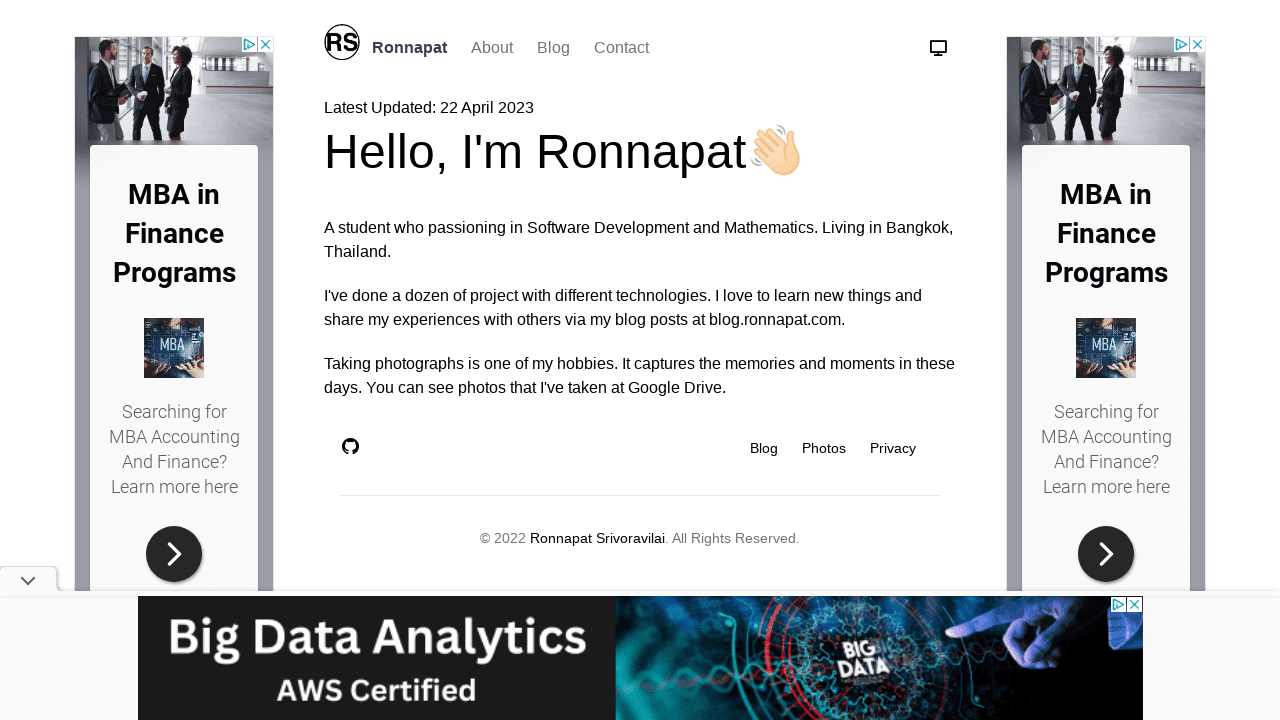 RS
Ronnapat About Blog Contact
Latest Updated: 22 April 2023
Hello, I'm Ronnapat
A student who passioning in Software Development and Mathematics. Living in Bangkok,
Thailand.
I've done a dozen of project with different technologies. I love to learn new things and
share my experiences with others via my blog posts at blog.ronnapat.com.
Taking photographs is one of my hobbies. It captures the memories and moments in these
days. You can see photos that I've taken at Google Drive.
Blog Photos Privacy
© 2022 Ronnapat Srivoravilai. All Rights Reserved.
MBA in
Finance
Programs
MBA
Searching for
MBA Accounting
And Finance?
Learn more here
MBA in
Finance
Programs
MBA
Searching for
MBA Accounting
And Finance?
Learn more here
Big Data Analytics
AWS Certified
BIG
DATA